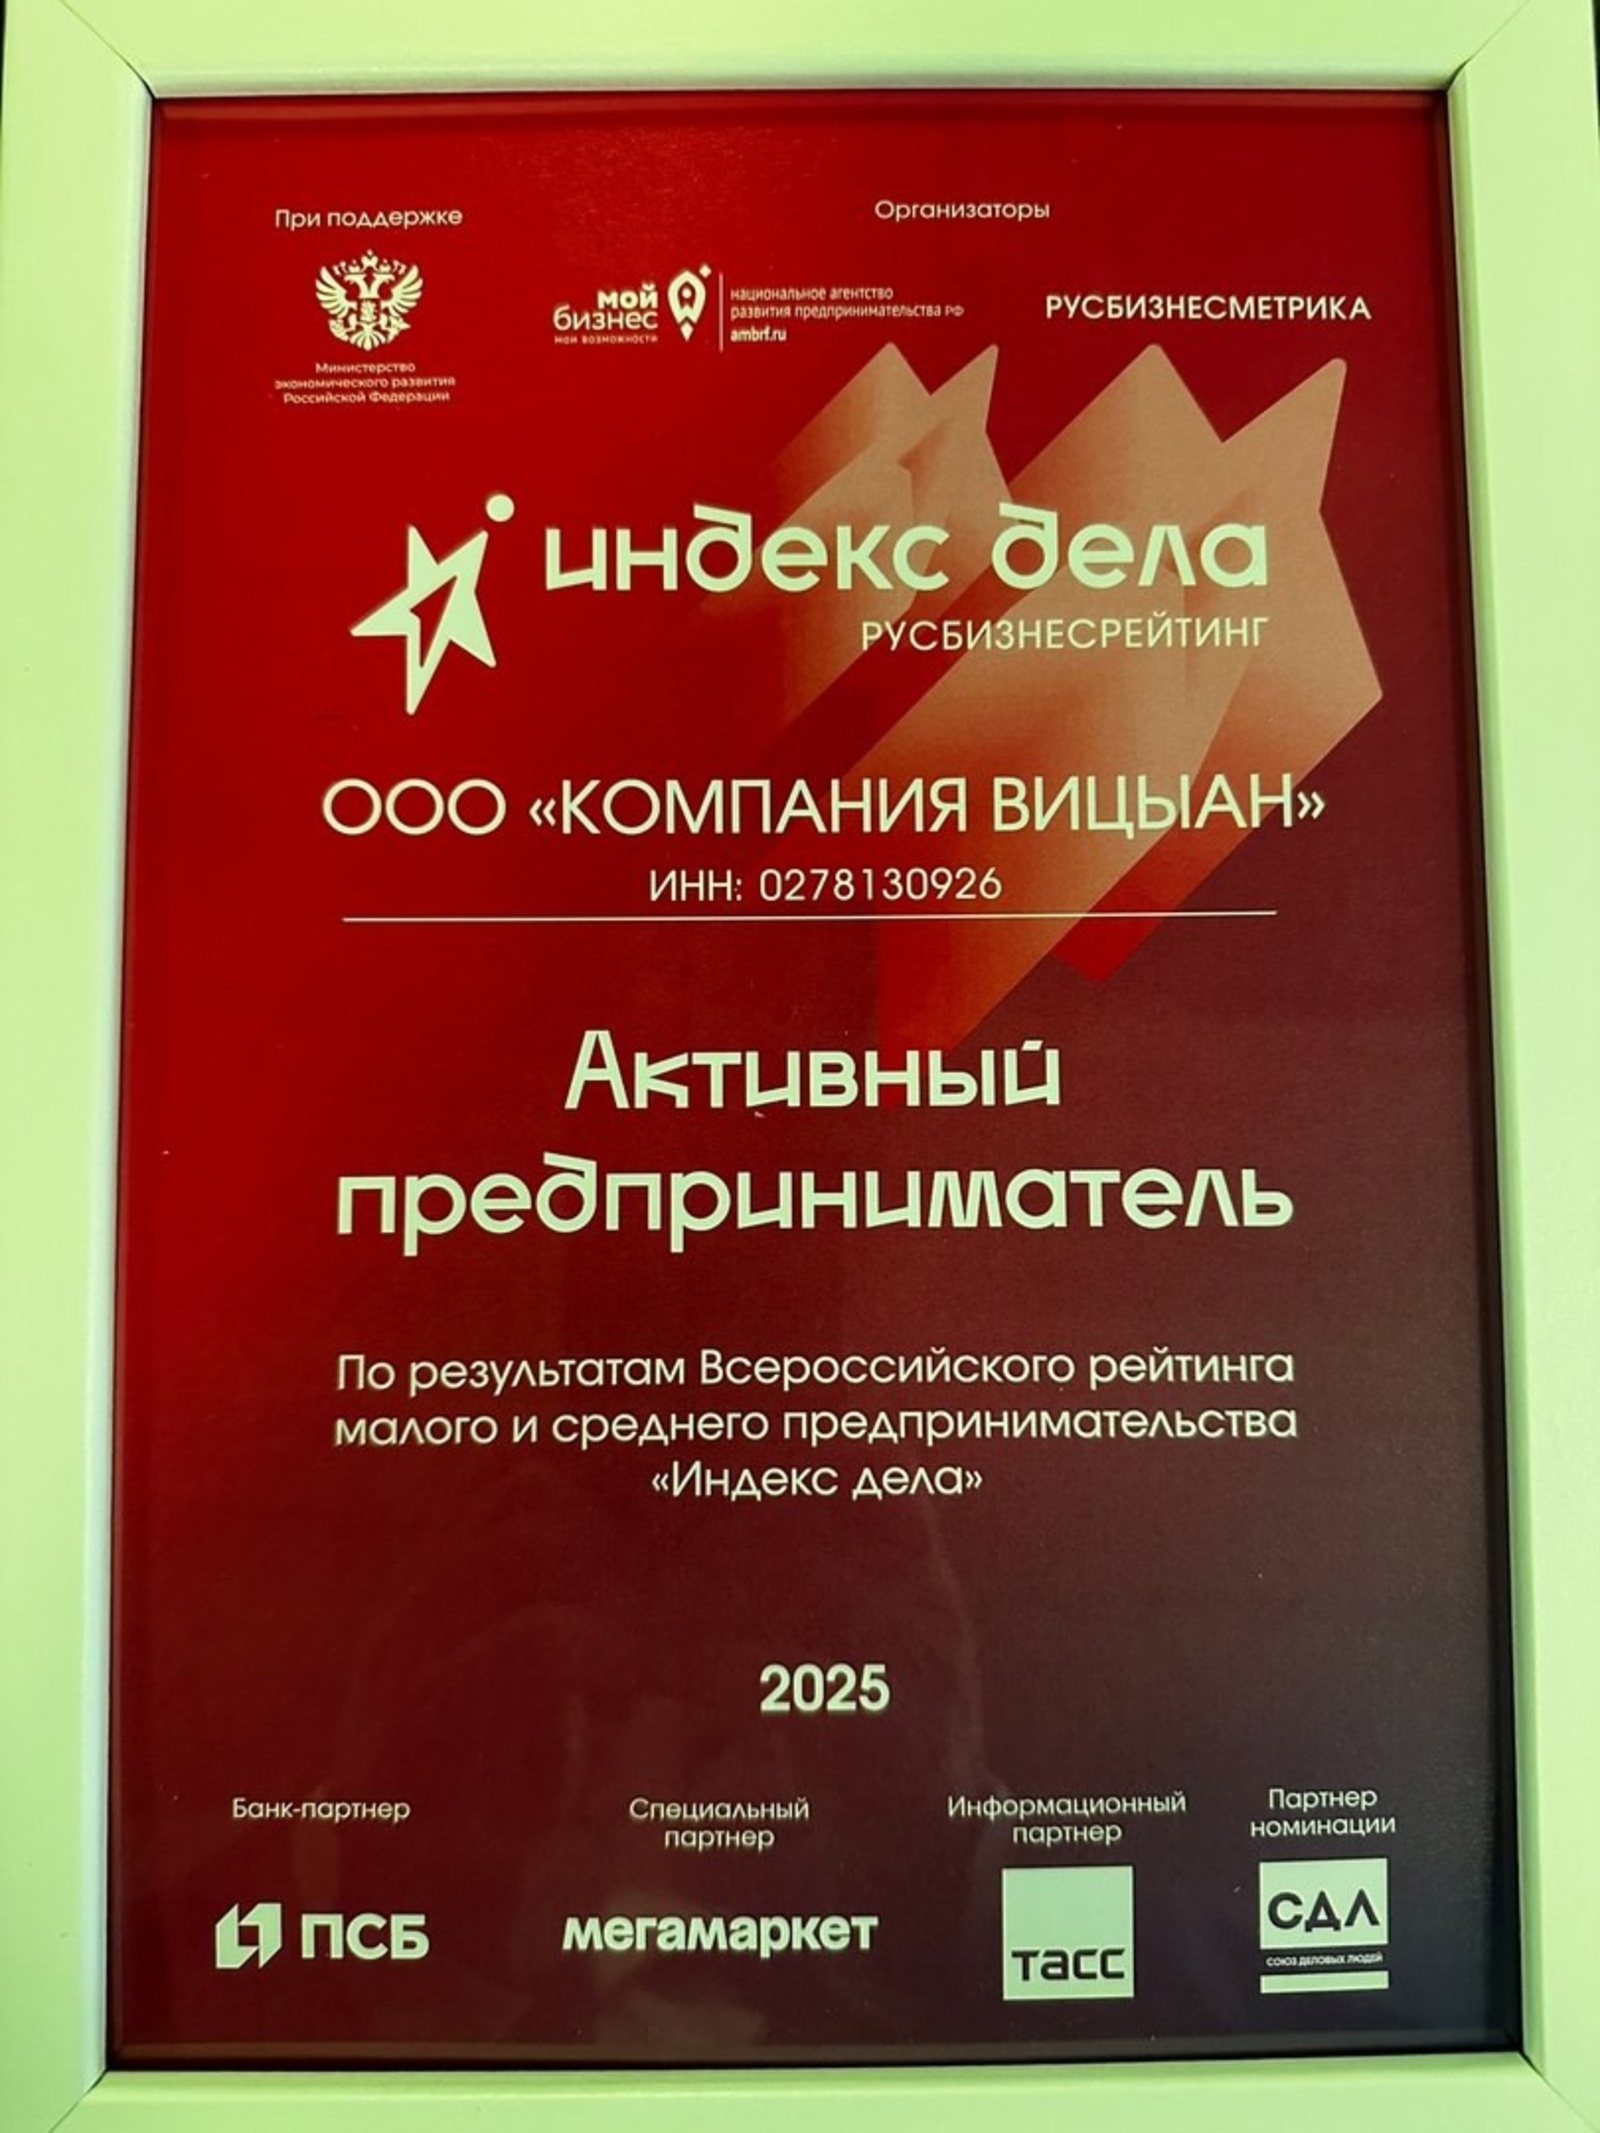 При поддержке
Министерство
экономического развития
Российской Федерации
Организаторы
мой
бизнес
мои возможности
национальное агентство
развития предпринимательства РФ
ambrf.ru
РУСБИЗНЕСМЕТРИКА
индекс дела
РУСБИЗНЕСРЕЙТИНГ
ООО «КОМПАНИЯ ВИЦЫАН»
ИНН: 0278130926
Активный
предприниматель
По результатам Всероссийского рейтинга
малого и среднего предпринимательства
«Индекс дела»
2025
Банк-партнер
ПСБ
Специальный
партнер
мегамаркет
Информационный
партнер
ТАСС
Партнер
номинации
СДЛ
СОЮЗ ДЕЛОВЫХ ЛЮДЕЙ